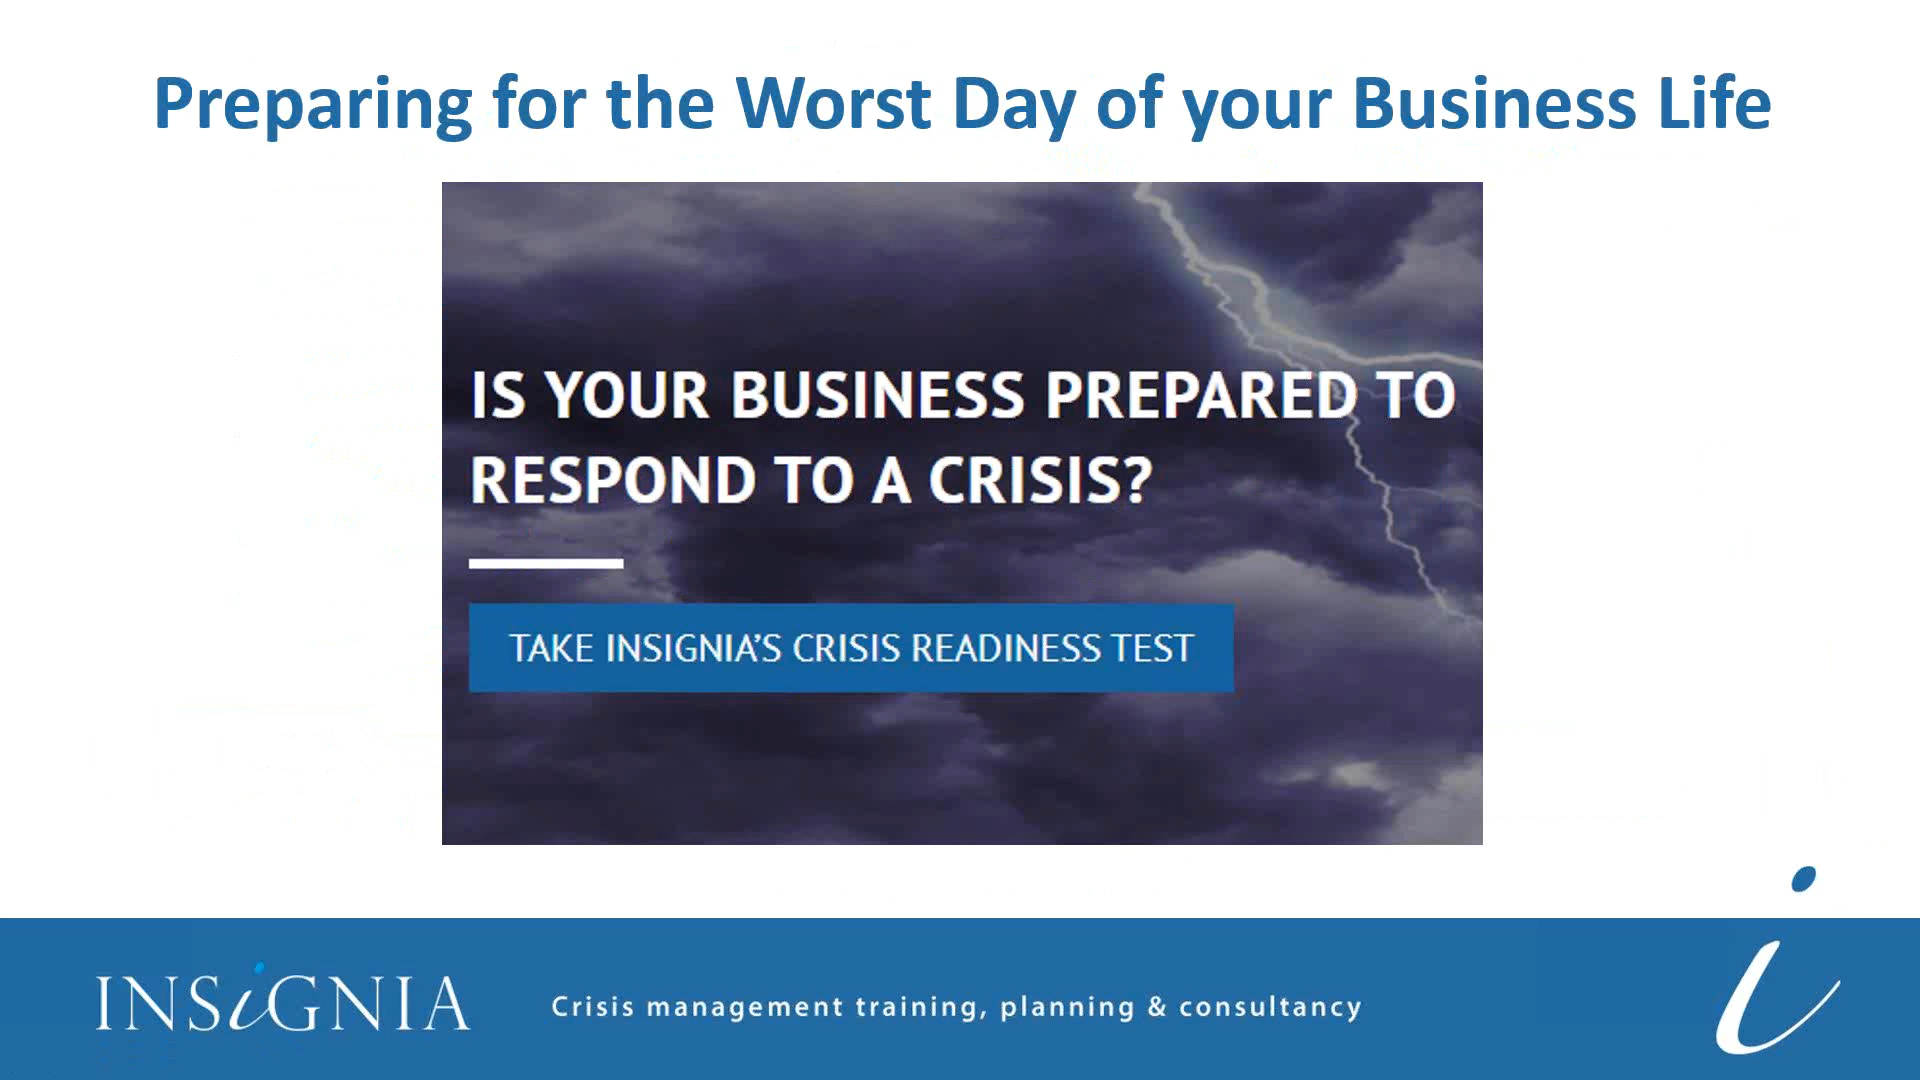 Preparing for the Worst Day of your Business Life
IS YOUR BUSINESS PREPARED TO
RESPOND TO A CRISIS?
TAKE INSIGNIA’S CRISIS READINESS TEST
INSiGNIA
Crisis management training, planning & consultancy
i